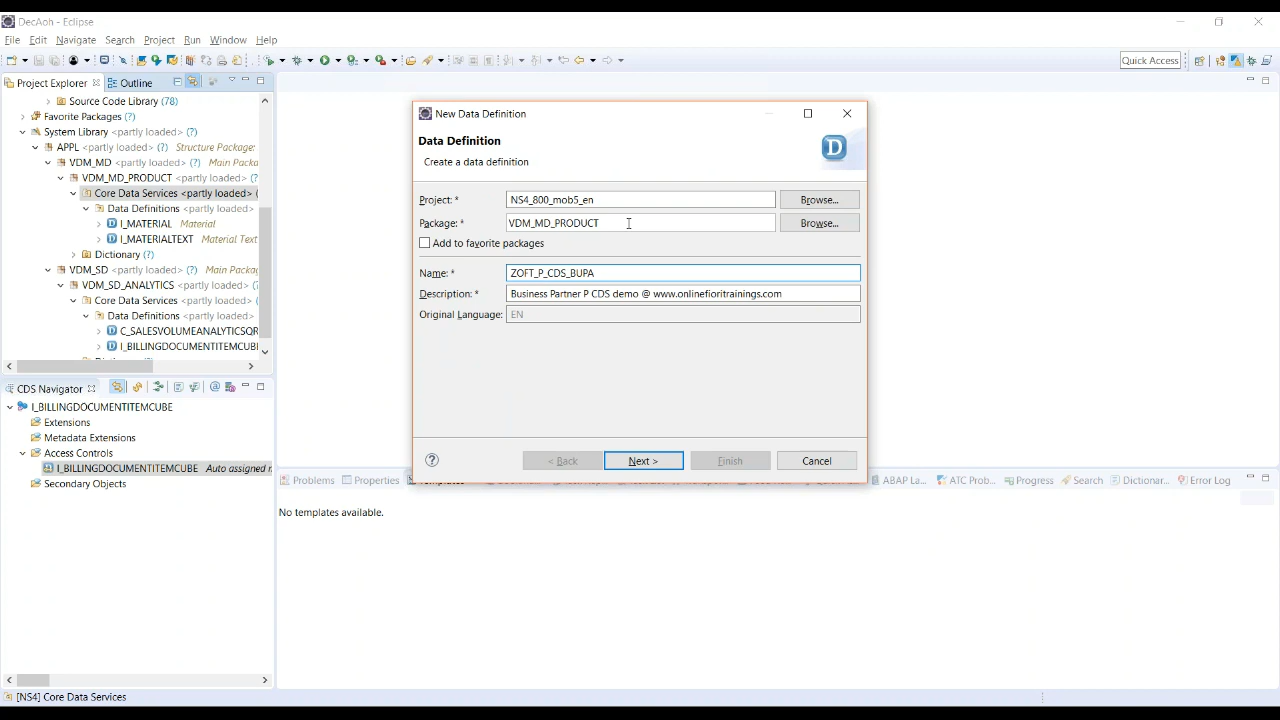 DecAoh - Eclipse
File Edit Navigate Search Project Run Window Help
Quick Access
Project Explorer Outline
Source Code Library (78)
Favorite Packages (?)
System Library <partly loaded> (?)
APPL <partly loaded> (?) Structure Package:
VDM_MD <partly loaded> (?) Main Packa
VDM_MD_PRODUCT <partly loaded> (?
Core Data Services <partly loaded> (
Data Definitions <partly loaded>
I_MATERIAL Material
I_MATERIALTEXT Material Text
Dictionary (?)
VDM_SD <partly loaded> (?) Main Packag
VDM_SD_ANALYTICS <partly loaded> (?
Core Data Services <partly loaded> (
Data Definitions <partly loaded>
C_SALESVOLUMEANALYTICSQR
I_BILLINGDOCUMENTITEMCUBE
CDS Navigator
I_BILLINGDOCUMENTITEMCUBE
Extensions
Metadata Extensions
Access Controls
I_BILLINGDOCUMENTITEMCUBE Auto assigned r
Secondary Objects
New Data Definition
Data Definition
Create a data definition
D
Project: * NS4_800_mob5_en Browse...
Package: * VDM_MD_PRODUCT Browse...
Add to favorite packages
Name: * ZOFT_P_CDS_BUPA
Description: * Business Partner P CDS demo @ www.onlinefioritrainings.com
Original Language: EN
< Back Next > Finish Cancel
Problems Properties ABAP La... ATC Prob... Progress Search Dictionar... Error Log
No templates available.
[NS4] Core Data Services